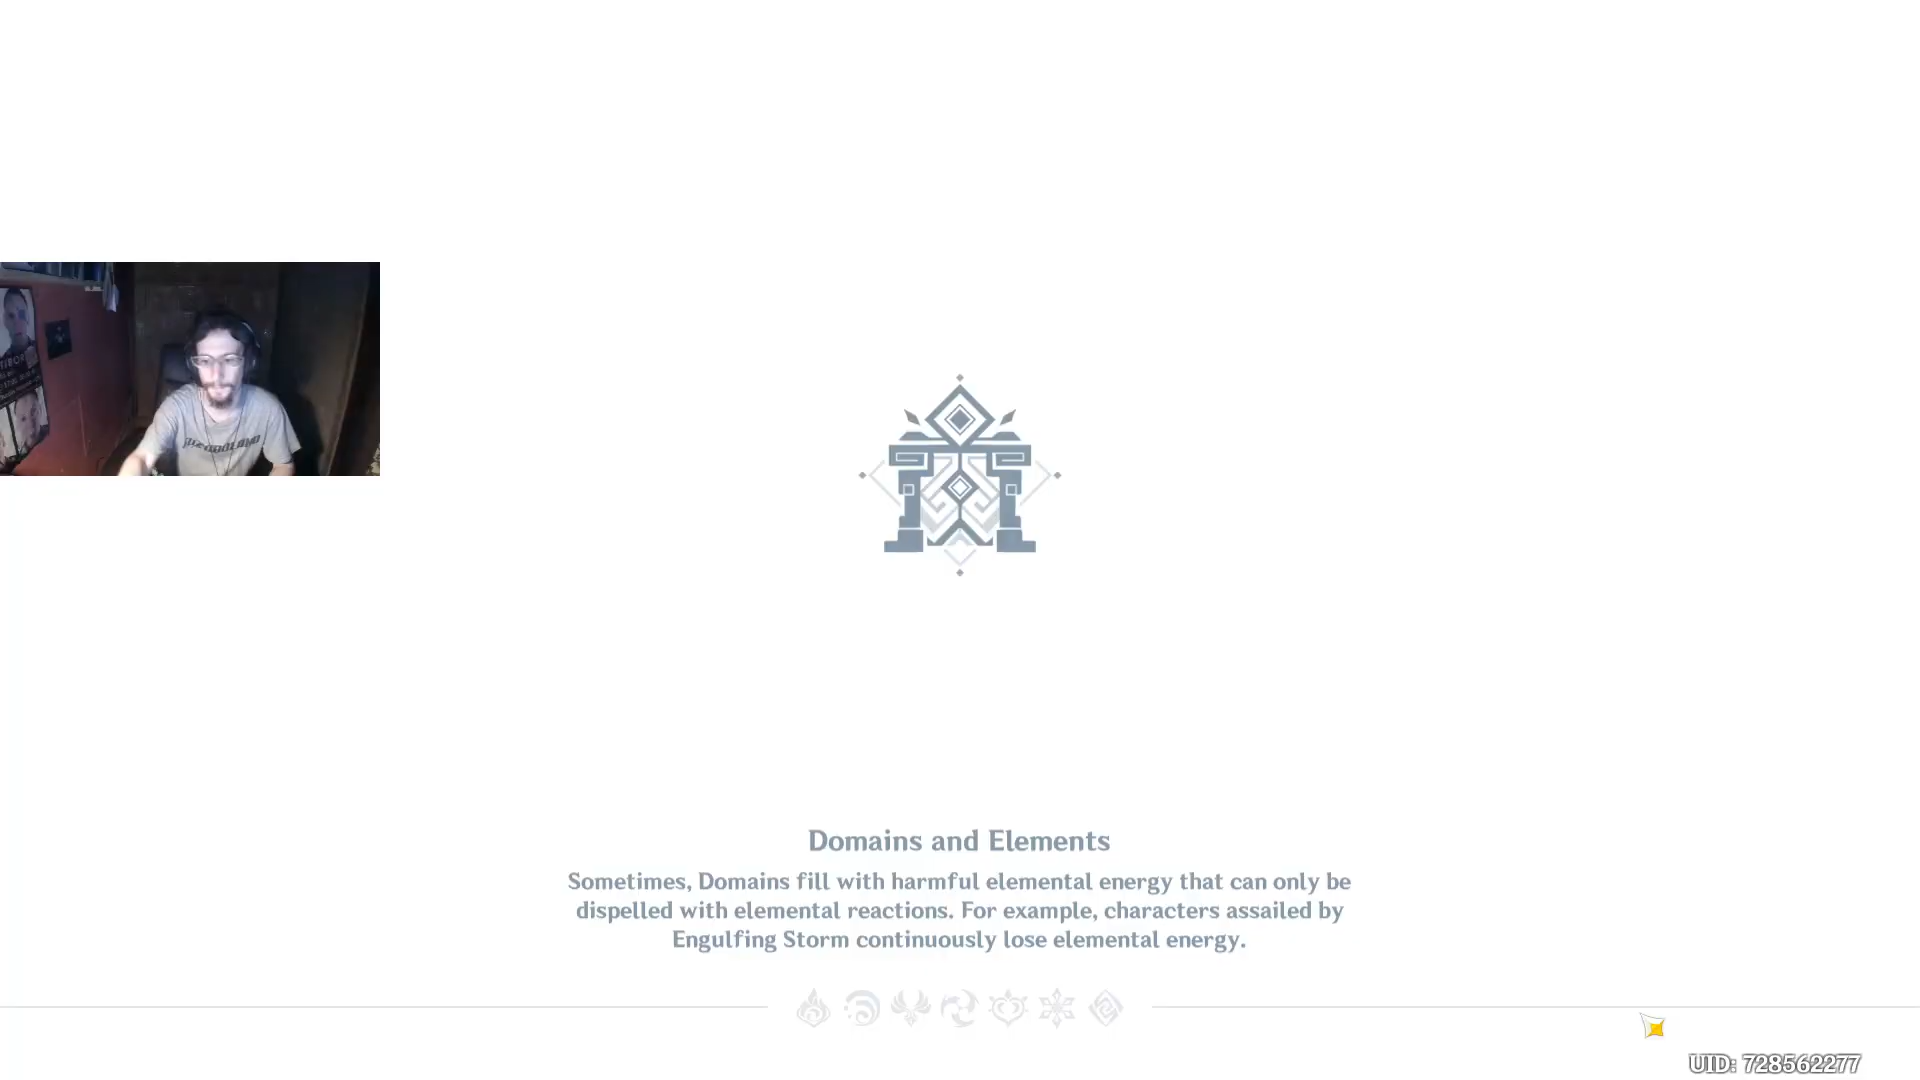 TIBOR
Domains and Elements
Sometimes, Domains fill with harmful elemental energy that can only be
dispelled with elemental reactions. For example, characters assailed by
Engulfing Storm continuously lose elemental energy.
UID: 728562277